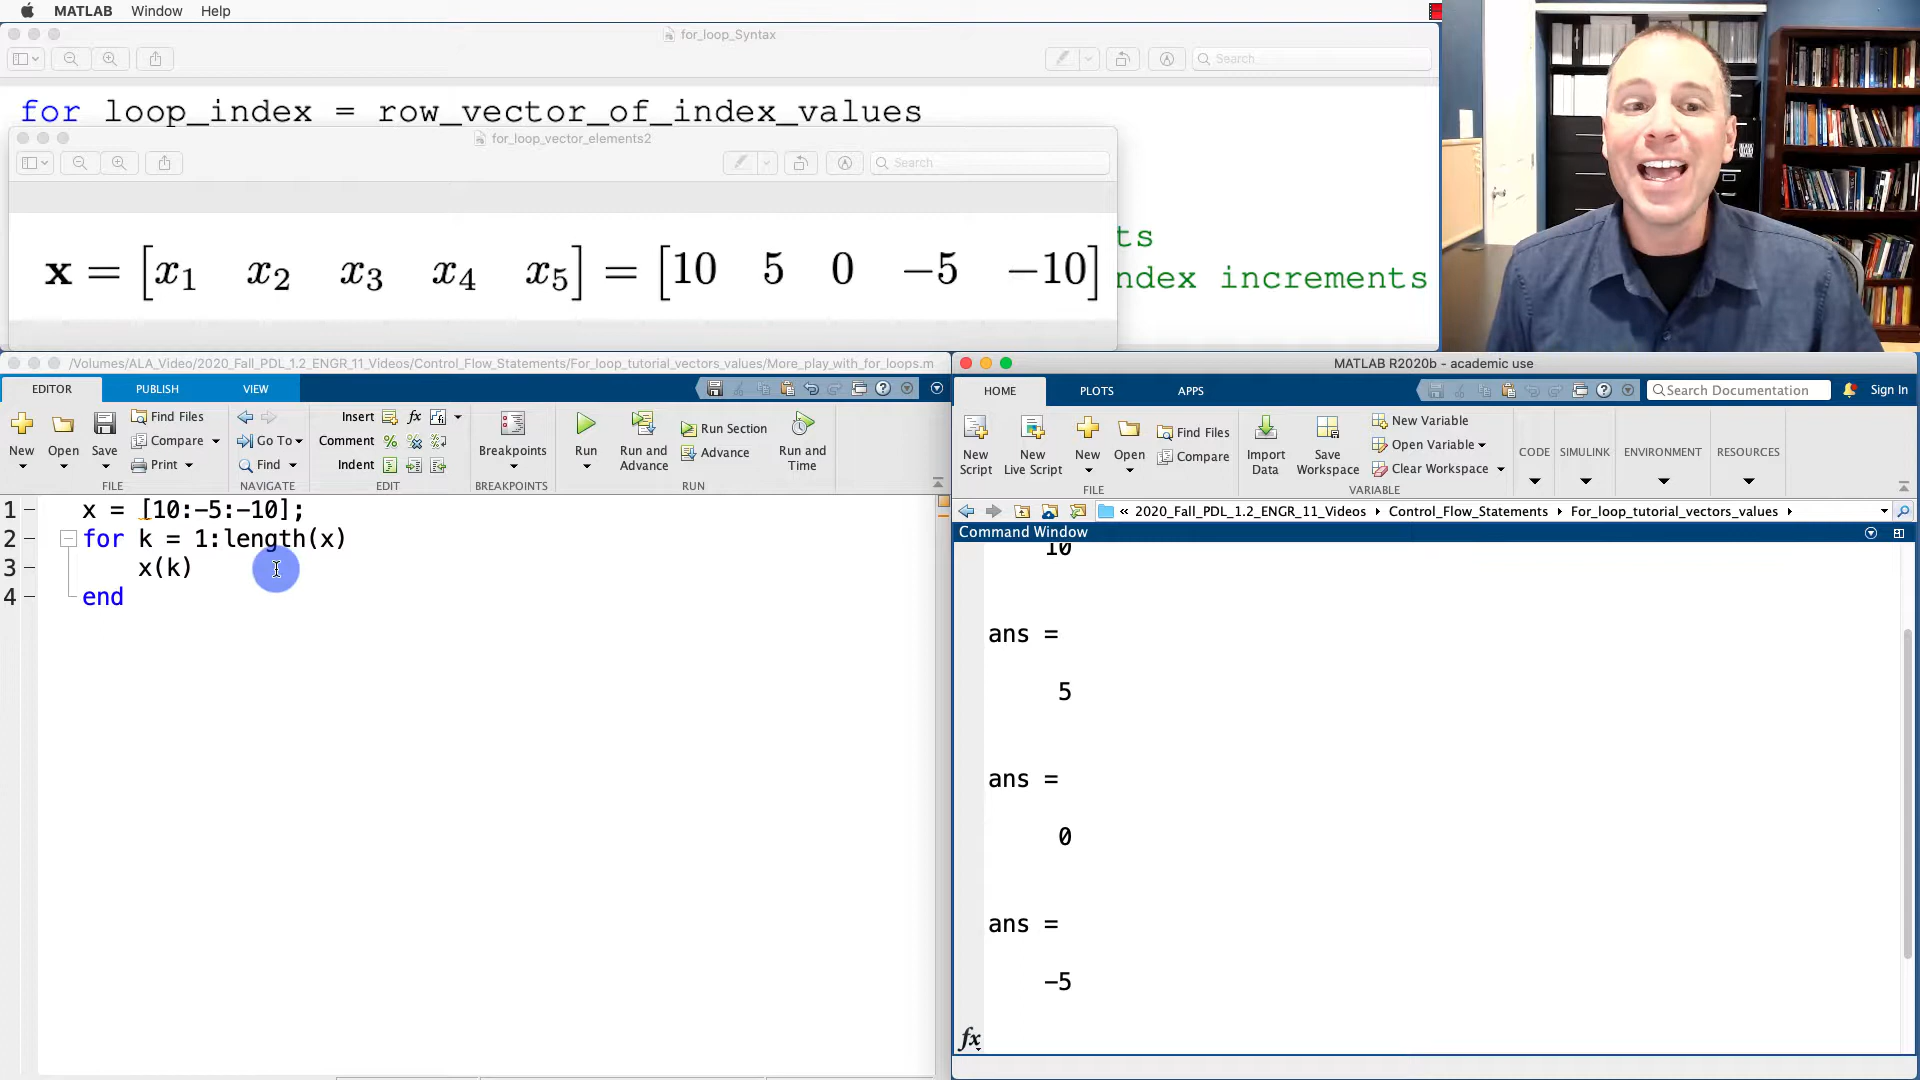 MATLAB Window Help
for_loop_Syntax
Search...
for loop_index = row_vector_of_index_values
for_loop_vector_elements2
Search
x = [x1 x2 x3 x4 x5] = [10 5 0 −5 −10]
ts
ndex increments
/Volumes/ALA_Video/2020_Fall_PDL_1.2_ENGR_11_Videos/Control_Flow_Statements/For_loop_tutorial_vectors_values/More_play_with_for_loops.m
EDITOR PUBLISH VIEW
New
Open
Save
Find Files
Compare
Print
FILE
Go To
Find
NAVIGATE
Insert fx
Comment
Indent
EDIT
Breakpoints
BREAKPOINTS
Run
Run and Advance
Run Section
Advance
Run and Time
RUN
1 x = [10:-5:-10];
2 for k = 1:length(x)
3 x(k)
4 end
MATLAB R2020b - academic use
HOME PLOTS APPS
Search Documentation
Sign In
New Script
New Live Script
New
Open
Find Files
Compare
FILE
Import Data
Save Workspace
New Variable
Open Variable
Clear Workspace
VARIABLE
CODE
SIMULINK
ENVIRONMENT
RESOURCES
« 2020_Fall_PDL_1.2_ENGR_11_Videos Control_Flow_Statements For_loop_tutorial_vectors_values
Command Window
10
ans =
5
ans =
0
ans =
-5
fx